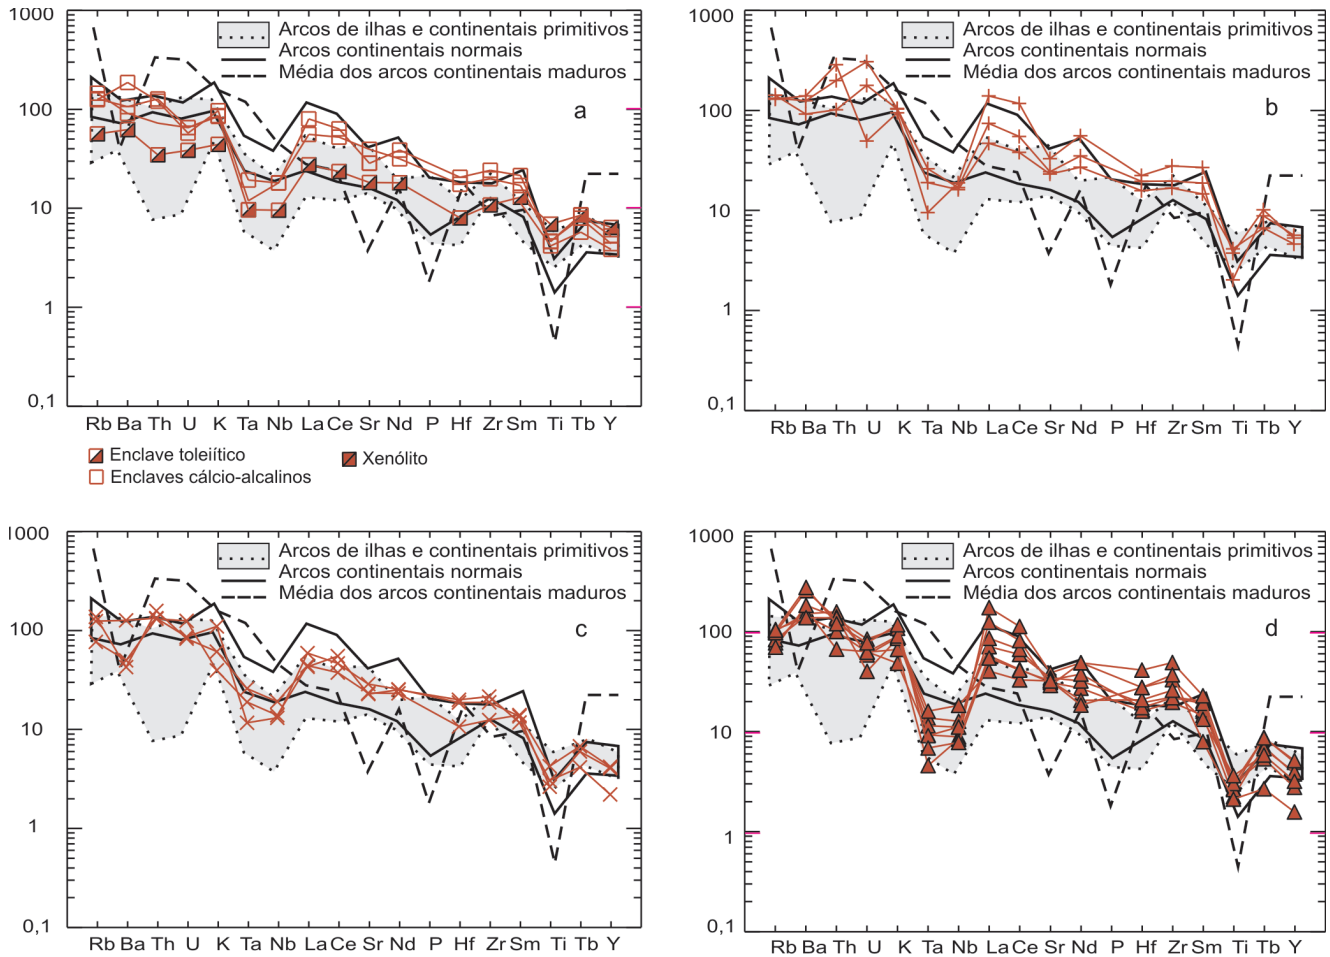 1000
100
10
1
0,1
Arcos de ilhas e continentais primitivos
Arcos continentais normais
Média dos arcos continentais maduros
a
Rb Ba Th U K Ta Nb La Ce Sr Nd P Hf Zr Sm Ti Tb Y
Enclave toleiítico
Enclaves cálcio-alcalinos
Xenólito
1000
100
10
1
0,1
Arcos de ilhas e continentais primitivos
Arcos continentais normais
Média dos arcos continentais maduros
b
Rb Ba Th U K Ta Nb La Ce Sr Nd P Hf Zr Sm Ti Tb Y
1000
100
10
1
0,1
Arcos de ilhas e continentais primitivos
Arcos continentais normais
Média dos arcos continentais maduros
c
Rb Ba Th U K Ta Nb La Ce Sr Nd P Hf Zr Sm Ti Tb Y
1000
100
10
1
0,1
Arcos de ilhas e continentais primitivos
Arcos continentais normais
Média dos arcos continentais maduros
d
Rb Ba Th U K Ta Nb La Ce Sr Nd P Hf Zr Sm Ti Tb Y